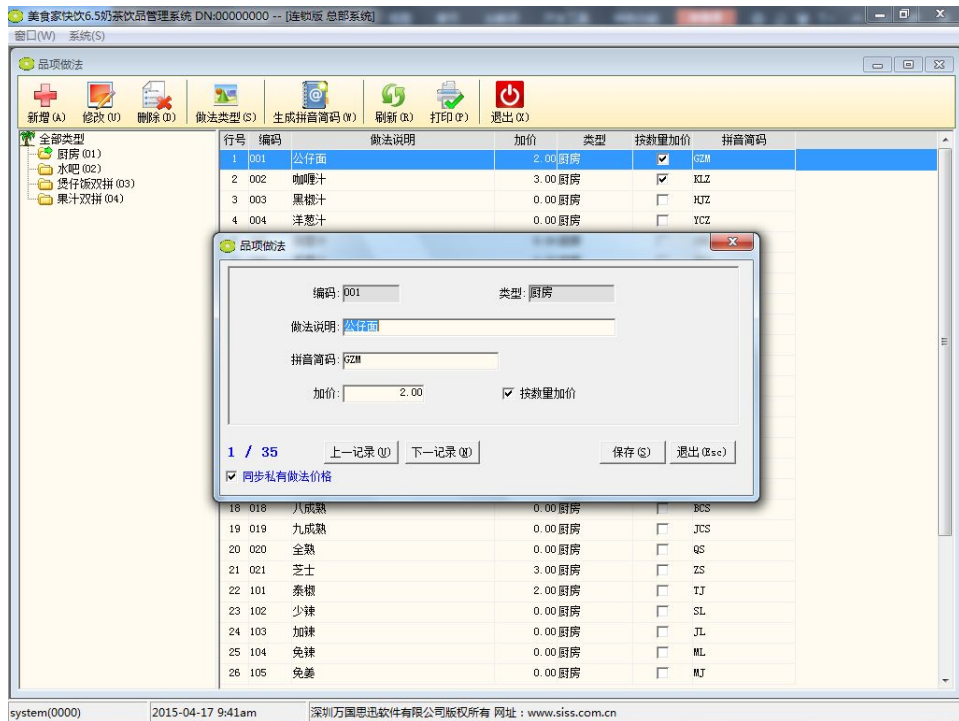 美食家快饮6.5奶茶饮品管理系统 DN:00000000 -- [连锁版 总部系统]
窗口(W) 系统(S)
品项做法
新增(A) 修改(U) 删除(D) 做法类型(S) 生成拼音简码(W) 刷新(R) 打印(P) 退出(X)
全部类型
厨房(01)
水吧(02)
煲仔饭双拼(03)
果汁双拼(04)
行号 编码 做法说明 加价 类型 按数量加价 拼音简码
1 001 公仔面 2.00 厨房 GZM
2 002 咖喱汁 3.00 厨房 KLZ
3 003 黑椒汁 0.00 厨房 HJZ
4 004 洋葱汁 0.00 厨房 YCZ
品项做法
编码: 001 类型: 厨房
做法说明: 公仔面
拼音简码: GZM
加价: 2.00 按数量加价
1 / 35 上一记录(U) 下一记录(N) 保存(S) 退出(Esc)
同步私有做法价格
18 018 八成熟 0.00 厨房 BCS
19 019 九成熟 0.00 厨房 JCS
20 020 全熟 0.00 厨房 QS
21 021 芝士 3.00 厨房 ZS
22 101 泰椒 2.00 厨房 TJ
23 102 少辣 0.00 厨房 SL
24 103 加辣 0.00 厨房 JL
25 104 免辣 0.00 厨房 ML
26 105 免姜 0.00 厨房 MJ
system(0000) 2015-04-17 9:41am 深圳万国思迅软件有限公司版权所有 网址：www.siss.com.cn